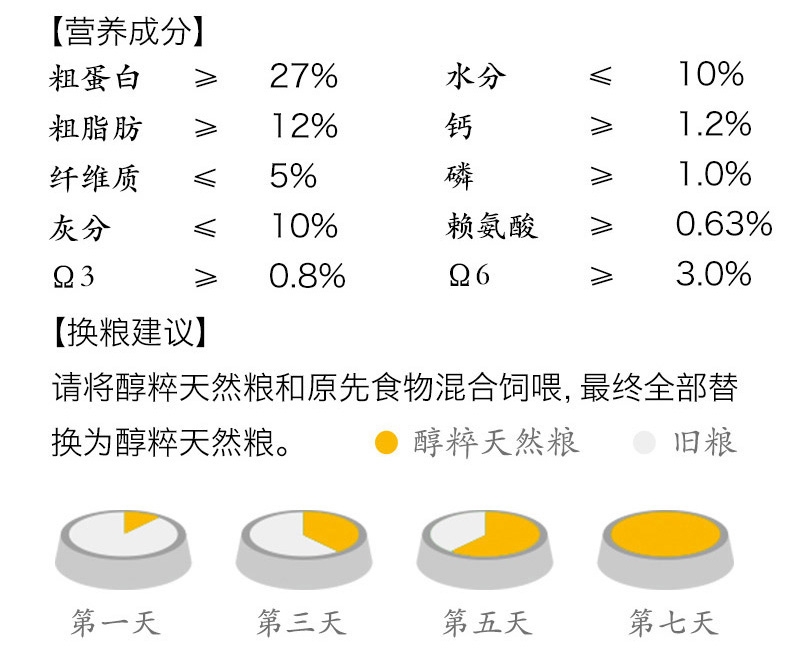 【营养成分】
粗蛋白 ≥ 27% 水分 ≤ 10%
粗脂肪 ≥ 12% 钙 ≥ 1.2%
纤维质 ≤ 5% 磷 ≥ 1.0%
灰分 ≤ 10% 赖氨酸 ≥ 0.63%
Ω3 ≥ 0.8% Ω6 ≥ 3.0%
【换粮建议】
请将醇粹天然粮和原先食物混合饲喂,最终全部替
换为醇粹天然粮。
醇粹天然粮 旧粮
第一天 第三天 第五天 第七天